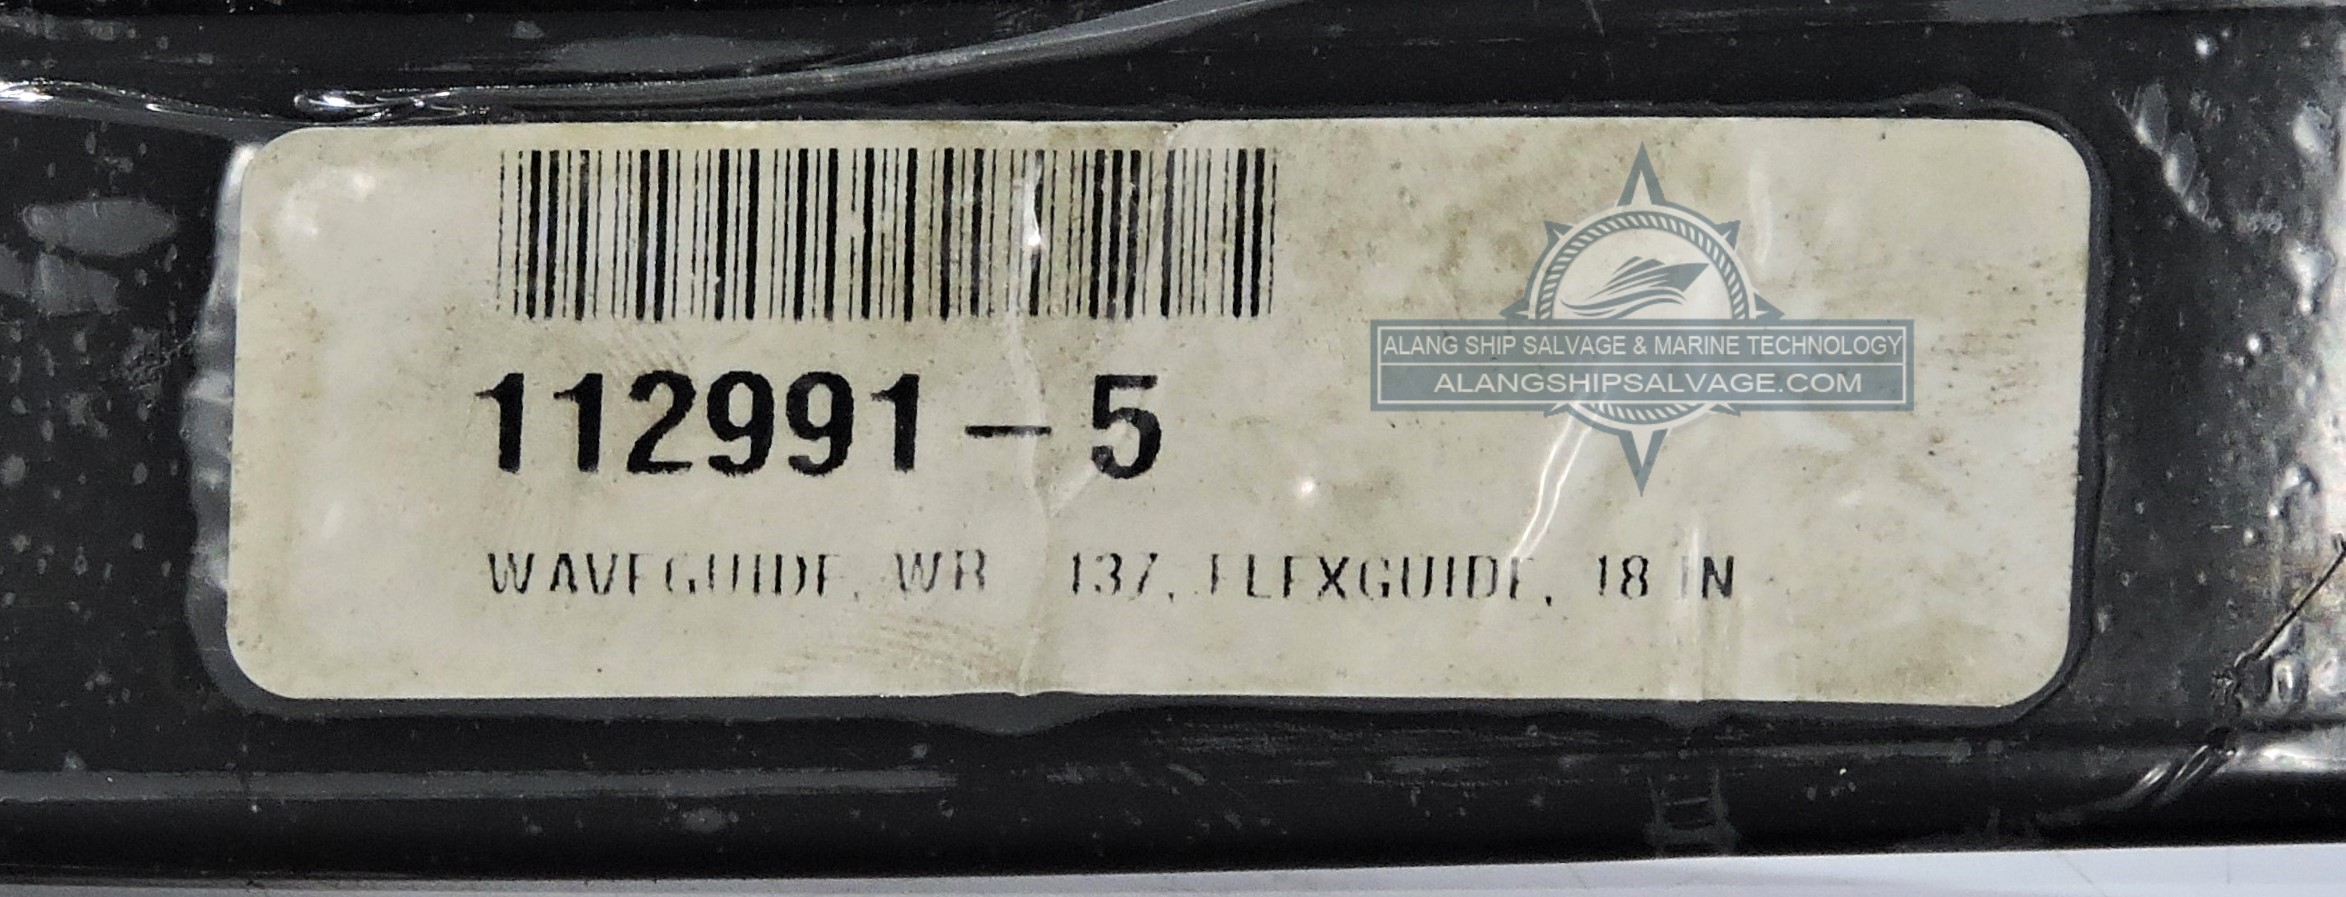 112991-5
WAVEGUIDE, WR 137, FLEXGUIDE, 18 IN
ALANG SHIP SALVAGE & MARINE TECHNOLOGY
ALANGSHIPSALVAGE.COM